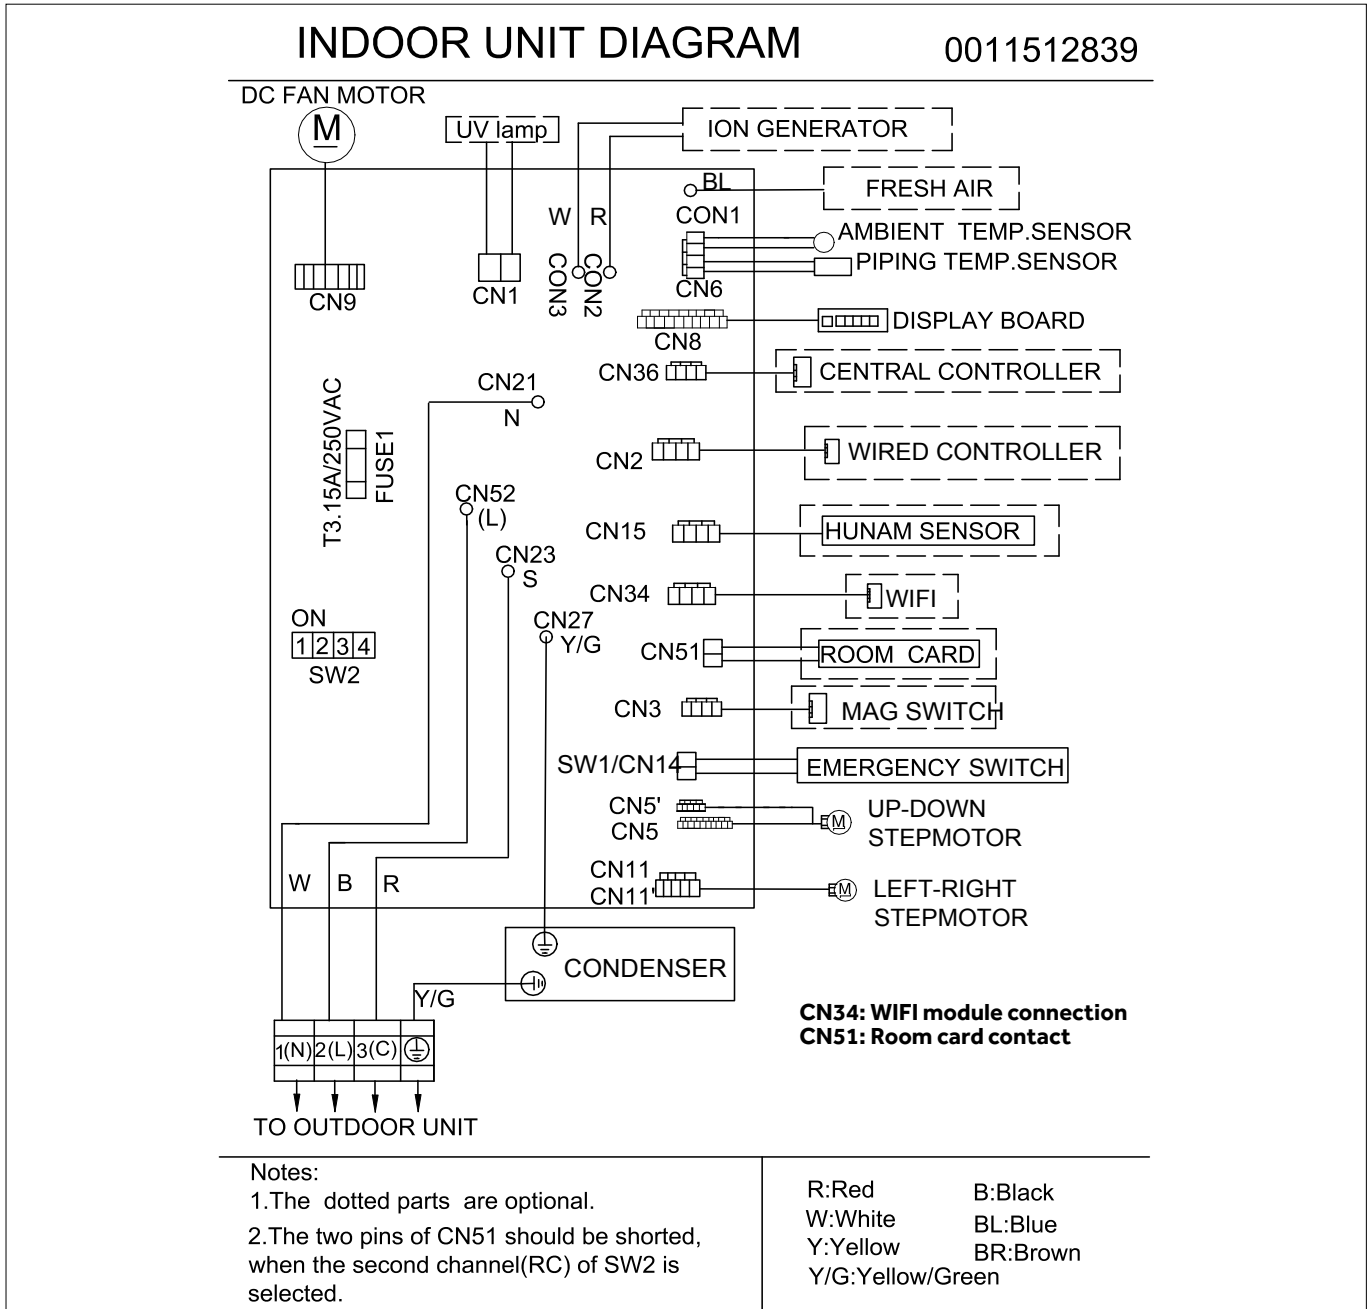 INDOOR UNIT DIAGRAM 0011512839
DC FAN MOTOR
M
UV lamp
ION GENERATOR
BL
FRESH AIR
W R
CON1
AMBIENT TEMP.SENSOR
PIPING TEMP.SENSOR
CN9
CN1
CON3
CON2
CN6
DISPLAY BOARD
CN8
CN36
CENTRAL CONTROLLER
CN21
N
T3.15A/250VAC
FUSE1
CN2
WIRED CONTROLLER
CN52
(L)
CN15
HUNAM SENSOR
CN23
S
CN34
WIFI
ON
1 2 3 4
SW2
CN27
Y/G
CN51
ROOM CARD
CN3
MAG SWITCH
SW1/CN14
EMERGENCY SWITCH
CN5'
CN5
M
UP-DOWN
STEPMOTOR
CN11
CN11'
M
LEFT-RIGHT
STEPMOTOR
W B R
CONDENSER
Y/G
CN34: WIFI module connection
CN51: Room card contact
1(N) 2(L) 3(C)
TO OUTDOOR UNIT
Notes:
1.The dotted parts are optional.
2.The two pins of CN51 should be shorted,
when the second channel(RC) of SW2 is
selected.
R:Red B:Black
W:White BL:Blue
Y:Yellow BR:Brown
Y/G:Yellow/Green